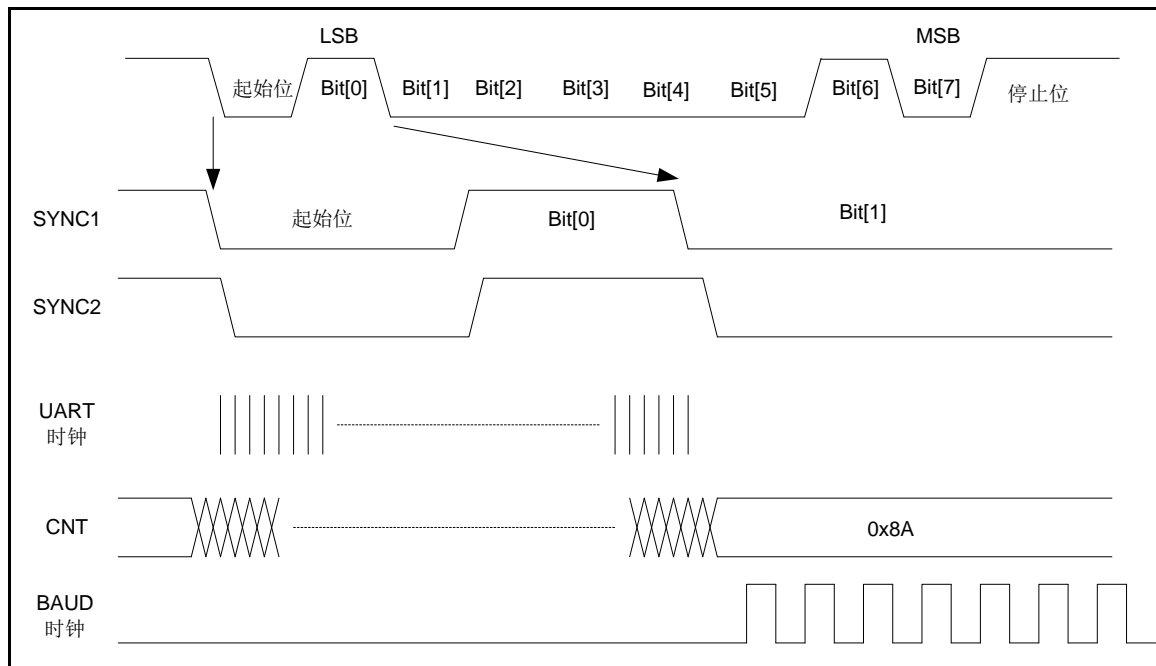 LSB MSB
起始位 Bit[0] Bit[1] Bit[2] Bit[3] Bit[4] Bit[5] Bit[6] Bit[7] 停止位
SYNC1 起始位 Bit[0] Bit[1]
SYNC2
UART
时钟
CNT 0x8A
BAUD
时钟